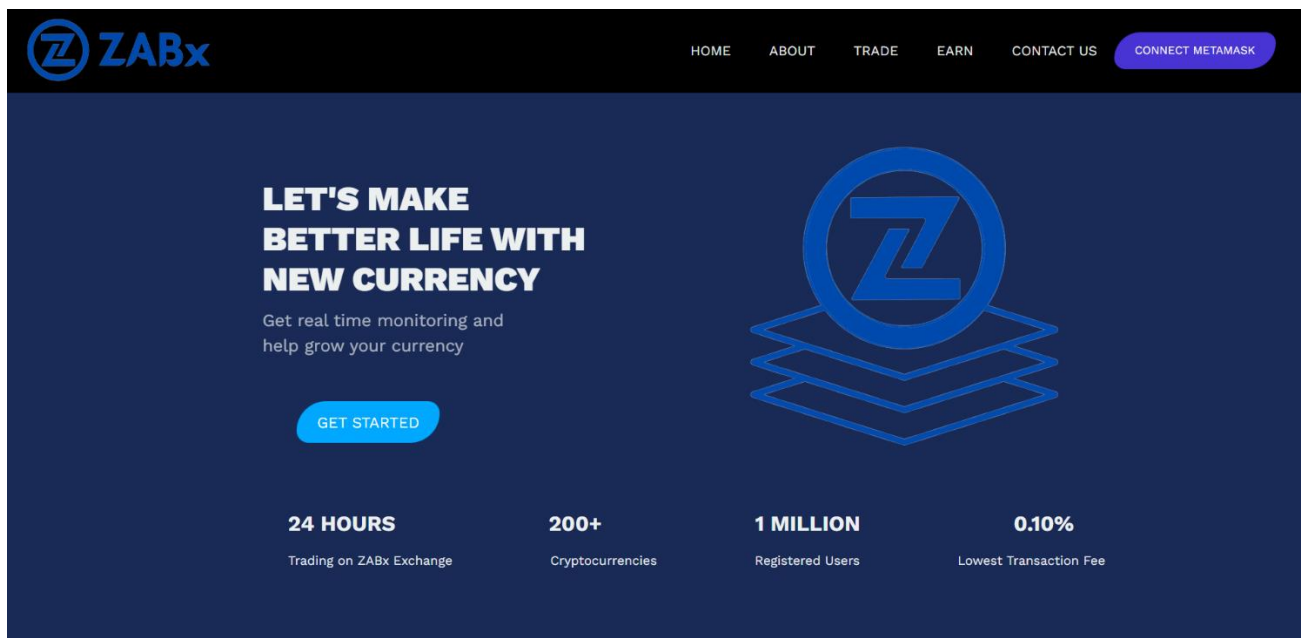 ZABx
HOME ABOUT TRADE EARN CONTACT US CONNECT METAMASK
LET'S MAKE
BETTER LIFE WITH
NEW CURRENCY
Get real time monitoring and
help grow your currency
GET STARTED
24 HOURS 200+ 1 MILLION 0.10%
Trading on ZABx Exchange Cryptocurrencies Registered Users Lowest Transaction Fee